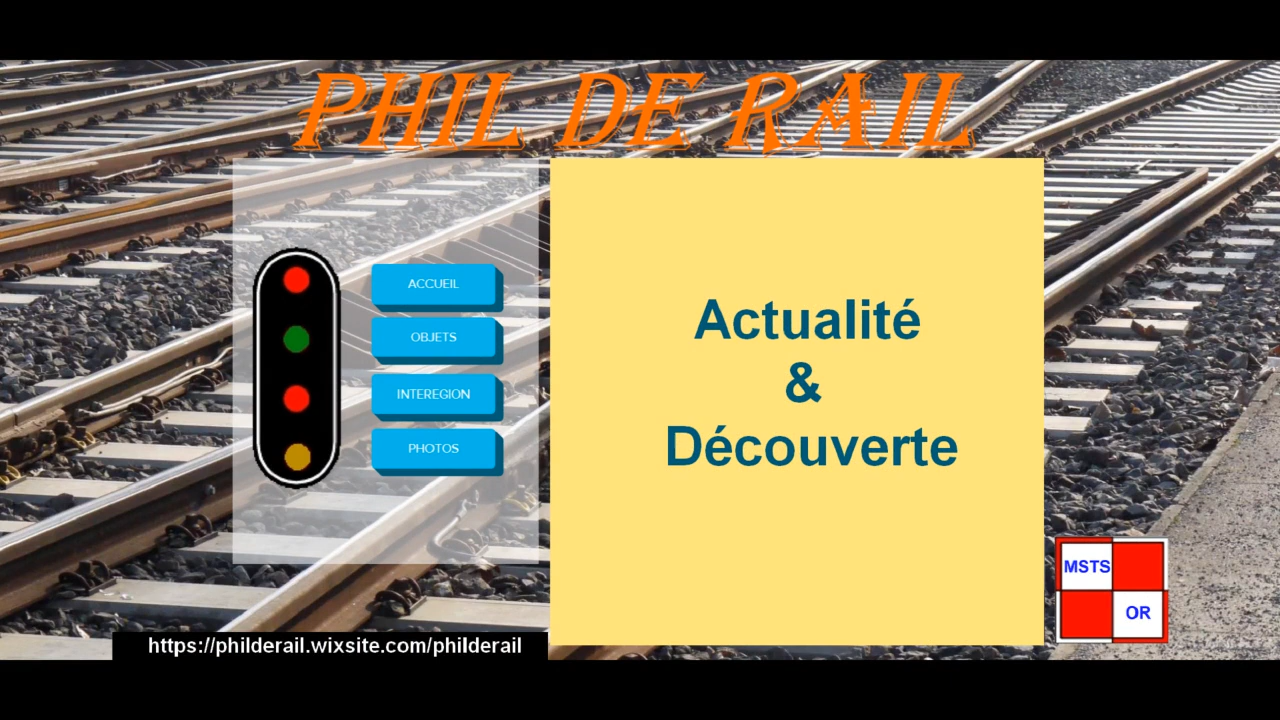 PHIL DE RAIL
ACCUEIL
OBJETS
INTEREGION
PHOTOS
Actualité
&
Découverte
MSTS
OR
https://philderail.wixsite.com/philderail